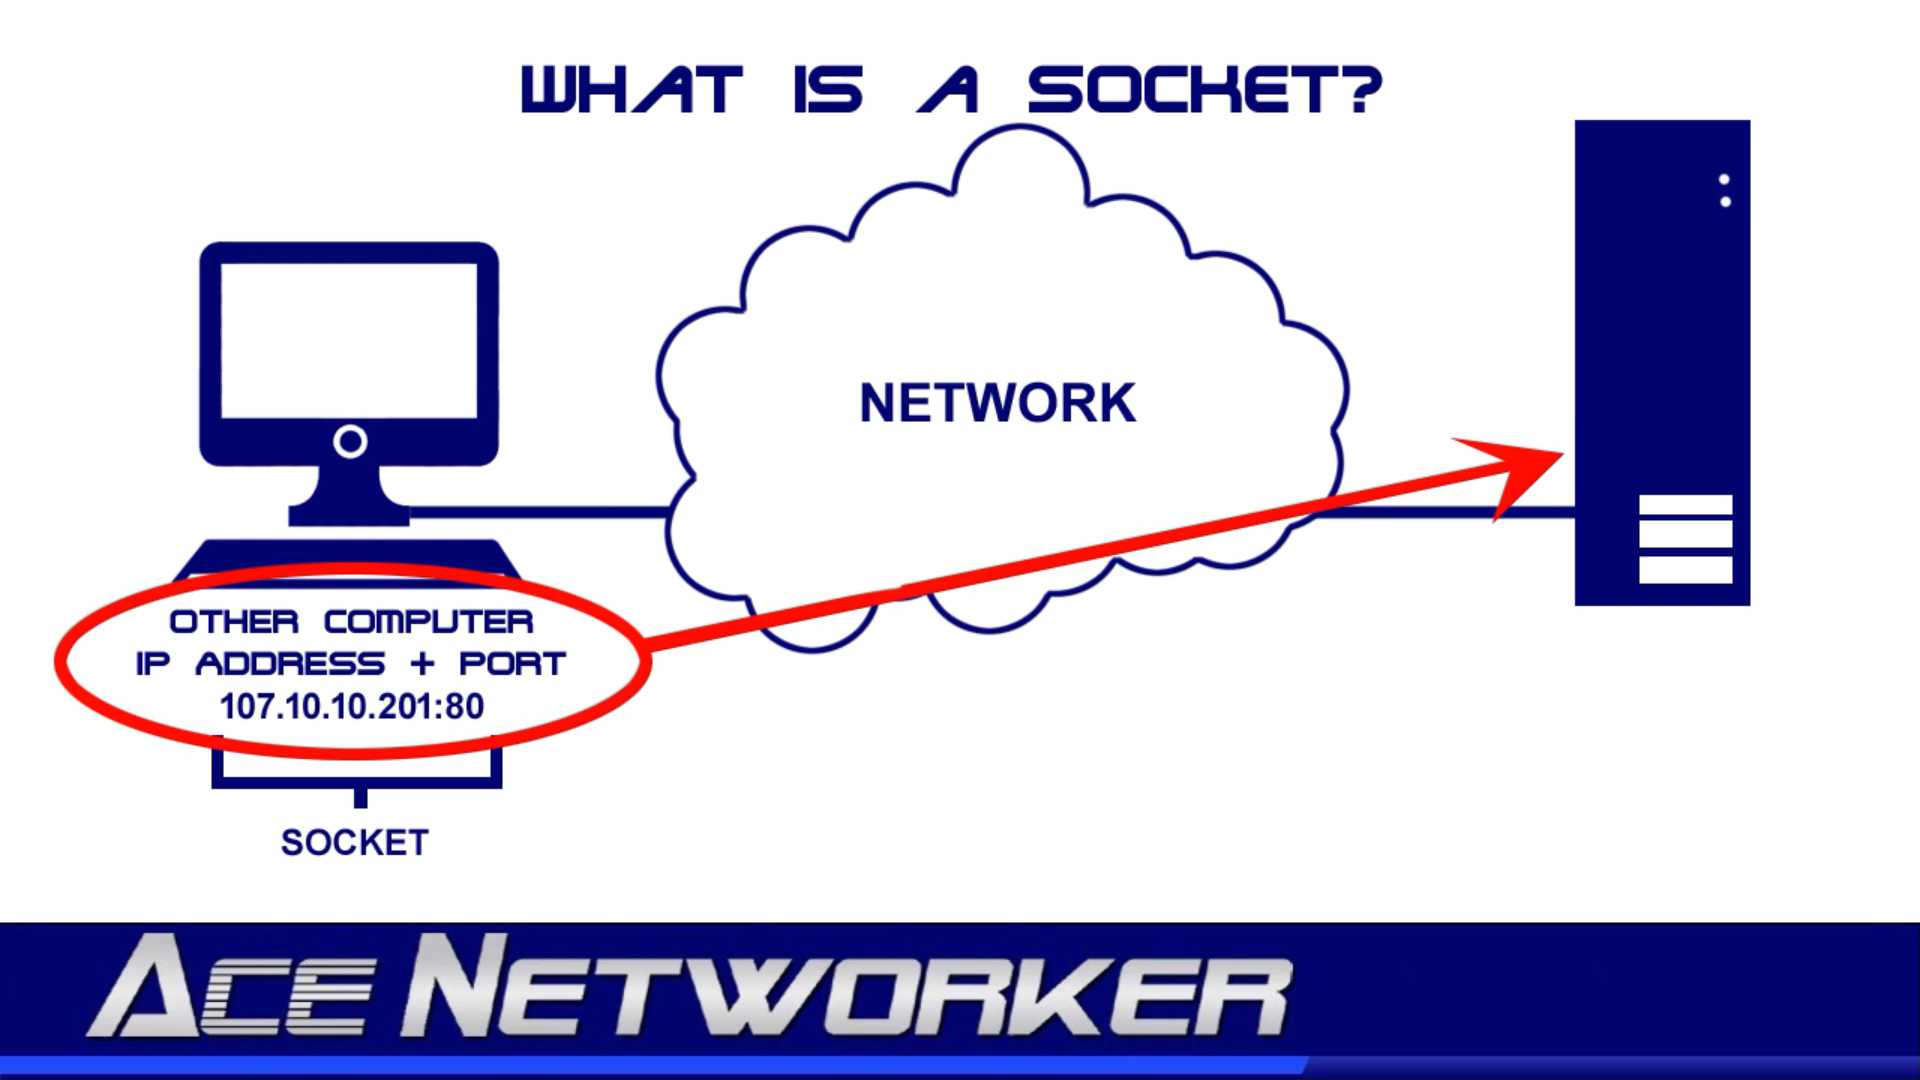 WHAT IS A SOCKET?
NETWORK
OTHER COMPUTER
IP ADDRESS + PORT
107.10.10.201:80
SOCKET
ACE NETWORKER